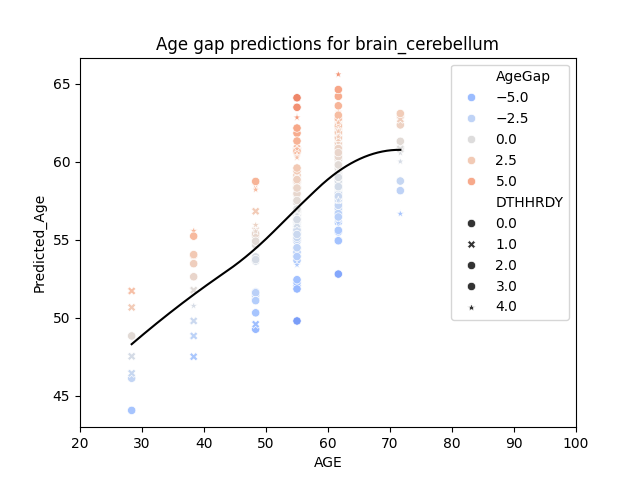 Age gap predictions for brain_cerebellum
Predicted_Age
65
60
55
50
45
20 30 40 50 60 70 80 90 100
AGE
AgeGap
−5.0
−2.5
0.0
2.5
5.0
DTHHRDY
0.0
1.0
2.0
3.0
4.0